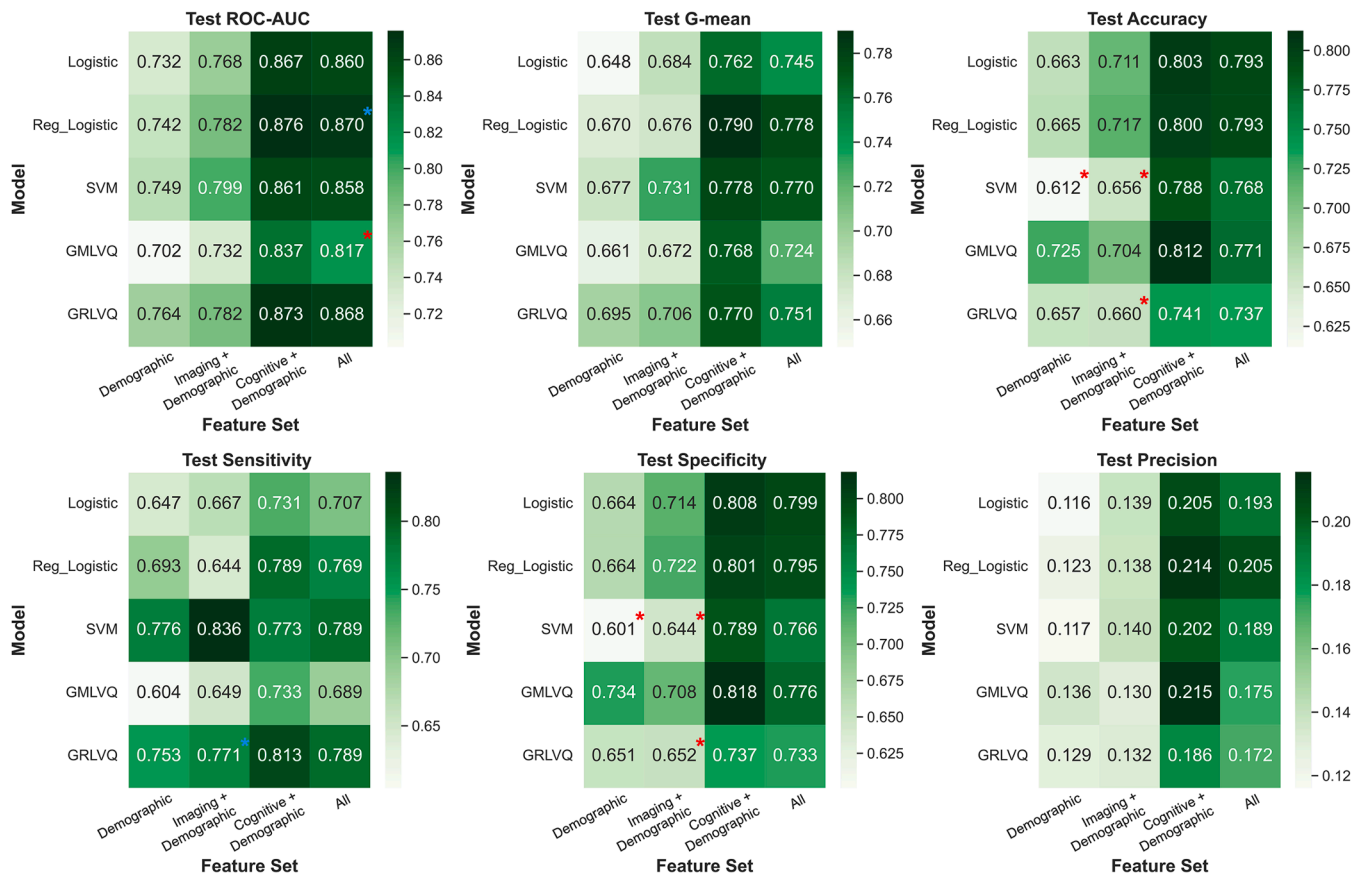 Test ROC-AUC
Model
Logistic 0.732 0.768 0.867 0.860
Reg_Logistic 0.742 0.782 0.876 0.870 *
SVM 0.749 0.799 0.861 0.858
GMLVQ 0.702 0.732 0.837 0.817 *
GRLVQ 0.764 0.782 0.873 0.868
0.86
0.84
0.82
0.80
0.78
0.76
0.74
0.72
Demographic
Imaging +
Demographic
Cognitive +
Demographic
All
Feature Set
Test G-mean
Model
Logistic 0.648 0.684 0.762 0.745
Reg_Logistic 0.670 0.676 0.790 0.778
SVM 0.677 0.731 0.778 0.770
GMLVQ 0.661 0.672 0.768 0.724
GRLVQ 0.695 0.706 0.770 0.751
0.78
0.76
0.74
0.72
0.70
0.68
0.66
Demographic
Imaging +
Demographic
Cognitive +
Demographic
All
Feature Set
Test Accuracy
Model
Logistic 0.663 0.711 0.803 0.793
Reg_Logistic 0.665 0.717 0.800 0.793
SVM 0.612 * 0.656 * 0.788 0.768
GMLVQ 0.725 0.704 0.812 0.771
GRLVQ 0.657 0.660 * 0.741 0.737
0.800
0.775
0.750
0.725
0.700
0.675
0.650
0.625
Demographic
Imaging +
Demographic
Cognitive +
Demographic
All
Feature Set
Test Sensitivity
Model
Logistic 0.647 0.667 0.731 0.707
Reg_Logistic 0.693 0.644 0.789 0.769
SVM 0.776 0.836 0.773 0.789
GMLVQ 0.604 0.649 0.733 0.689
GRLVQ 0.753 0.771 * 0.813 0.789
0.80
0.75
0.70
0.65
Demographic
Imaging +
Demographic
Cognitive +
Demographic
All
Feature Set
Test Specificity
Model
Logistic 0.664 0.714 0.808 0.799
Reg_Logistic 0.664 0.722 0.801 0.795
SVM 0.601 * 0.644 * 0.789 0.766
GMLVQ 0.734 0.708 0.818 0.776
GRLVQ 0.651 0.652 * 0.737 0.733
0.800
0.775
0.750
0.725
0.700
0.675
0.650
0.625
Demographic
Imaging +
Demographic
Cognitive +
Demographic
All
Feature Set
Test Precision
Model
Logistic 0.116 0.139 0.205 0.193
Reg_Logistic 0.123 0.138 0.214 0.205
SVM 0.117 0.140 0.202 0.189
GMLVQ 0.136 0.130 0.215 0.175
GRLVQ 0.129 0.132 0.186 0.172
0.20
0.18
0.16
0.14
0.12
Demographic
Imaging +
Demographic
Cognitive +
Demographic
All
Feature Set